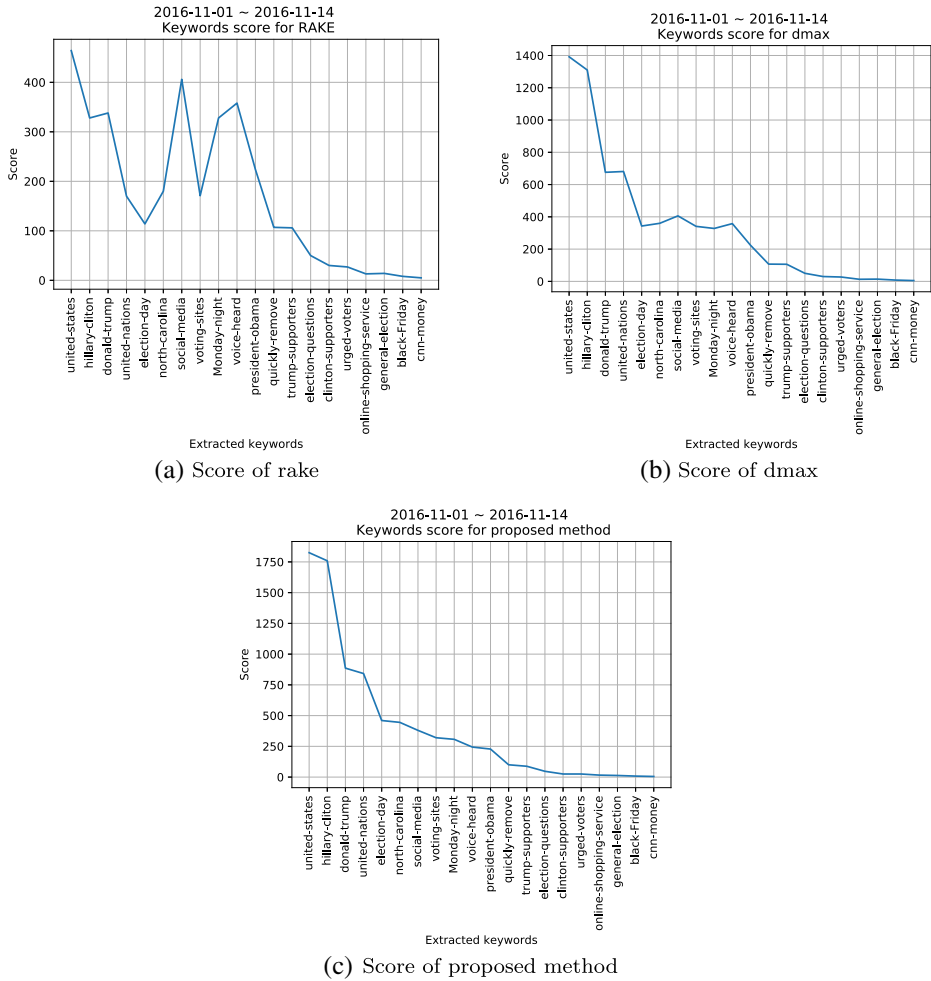 2016-11-01 ~ 2016-11-14
Keywords score for RAKE
400
300
200
100
0
Score
united-states
hillary-cliton
donald-trump
united-nations
election-day
north-carolina
social-media
voting-sites
Monday-night
voice-heard
president-obama
quickly-remove
trump-supporters
election-questions
clinton-supporters
urged-voters
online-shopping-service
general-election
black-Friday
cnn-money
Extracted keywords
(a) Score of rake
2016-11-01 ~ 2016-11-14
Keywords score for dmax
1400
1200
1000
800
600
400
200
0
Score
united-states
hillary-cliton
donald-trump
united-nations
election-day
north-carolina
social-media
voting-sites
Monday-night
voice-heard
president-obama
quickly-remove
trump-supporters
election-questions
clinton-supporters
urged-voters
online-shopping-service
general-election
black-Friday
cnn-money
Extracted keywords
(b) Score of dmax
2016-11-01 ~ 2016-11-14
Keywords score for proposed method
1750
1500
1250
1000
750
500
250
0
Score
united-states
hillary-cliton
donald-trump
united-nations
election-day
north-carolina
social-media
voting-sites
Monday-night
voice-heard
president-obama
quickly-remove
trump-supporters
election-questions
clinton-supporters
urged-voters
online-shopping-service
general-election
black-Friday
cnn-money
Extracted keywords
(c) Score of proposed method